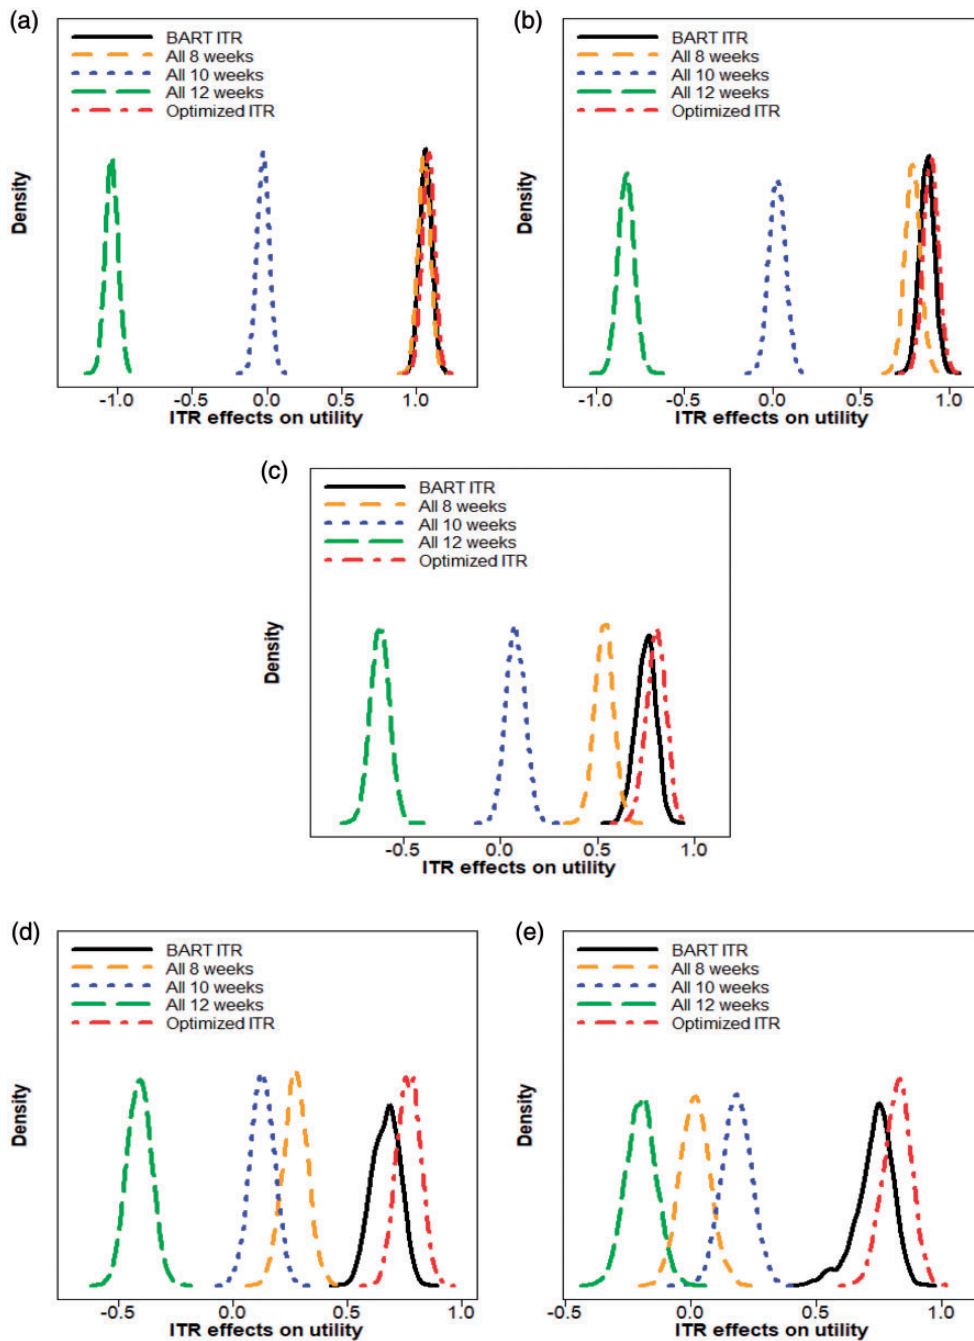 (a)
BART ITR
All 8 weeks
All 10 weeks
All 12 weeks
Optimized ITR
Density
-1.0 -0.5 0.0 0.5 1.0
ITR effects on utility
(b)
BART ITR
All 8 weeks
All 10 weeks
All 12 weeks
Optimized ITR
Density
-1.0 -0.5 0.0 0.5 1.0
ITR effects on utility
(c)
BART ITR
All 8 weeks
All 10 weeks
All 12 weeks
Optimized ITR
Density
-0.5 0.0 0.5 1.0
ITR effects on utility
(d)
BART ITR
All 8 weeks
All 10 weeks
All 12 weeks
Optimized ITR
Density
-0.5 0.0 0.5 1.0
ITR effects on utility
(e)
BART ITR
All 8 weeks
All 10 weeks
All 12 weeks
Optimized ITR
Density
-0.5 0.0 0.5 1.0
ITR effects on utility